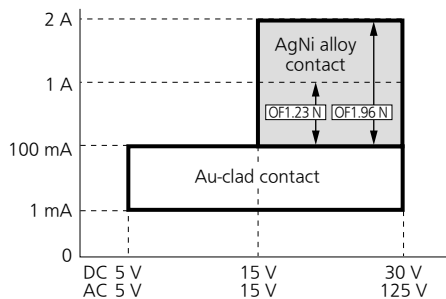 2 A
AgNi alloy
contact
1 A
OF1.23 N OF1.96 N
100 mA
Au-clad contact
1 mA
0
DC 5 V 15 V 30 V
AC 5 V 15 V 125 V